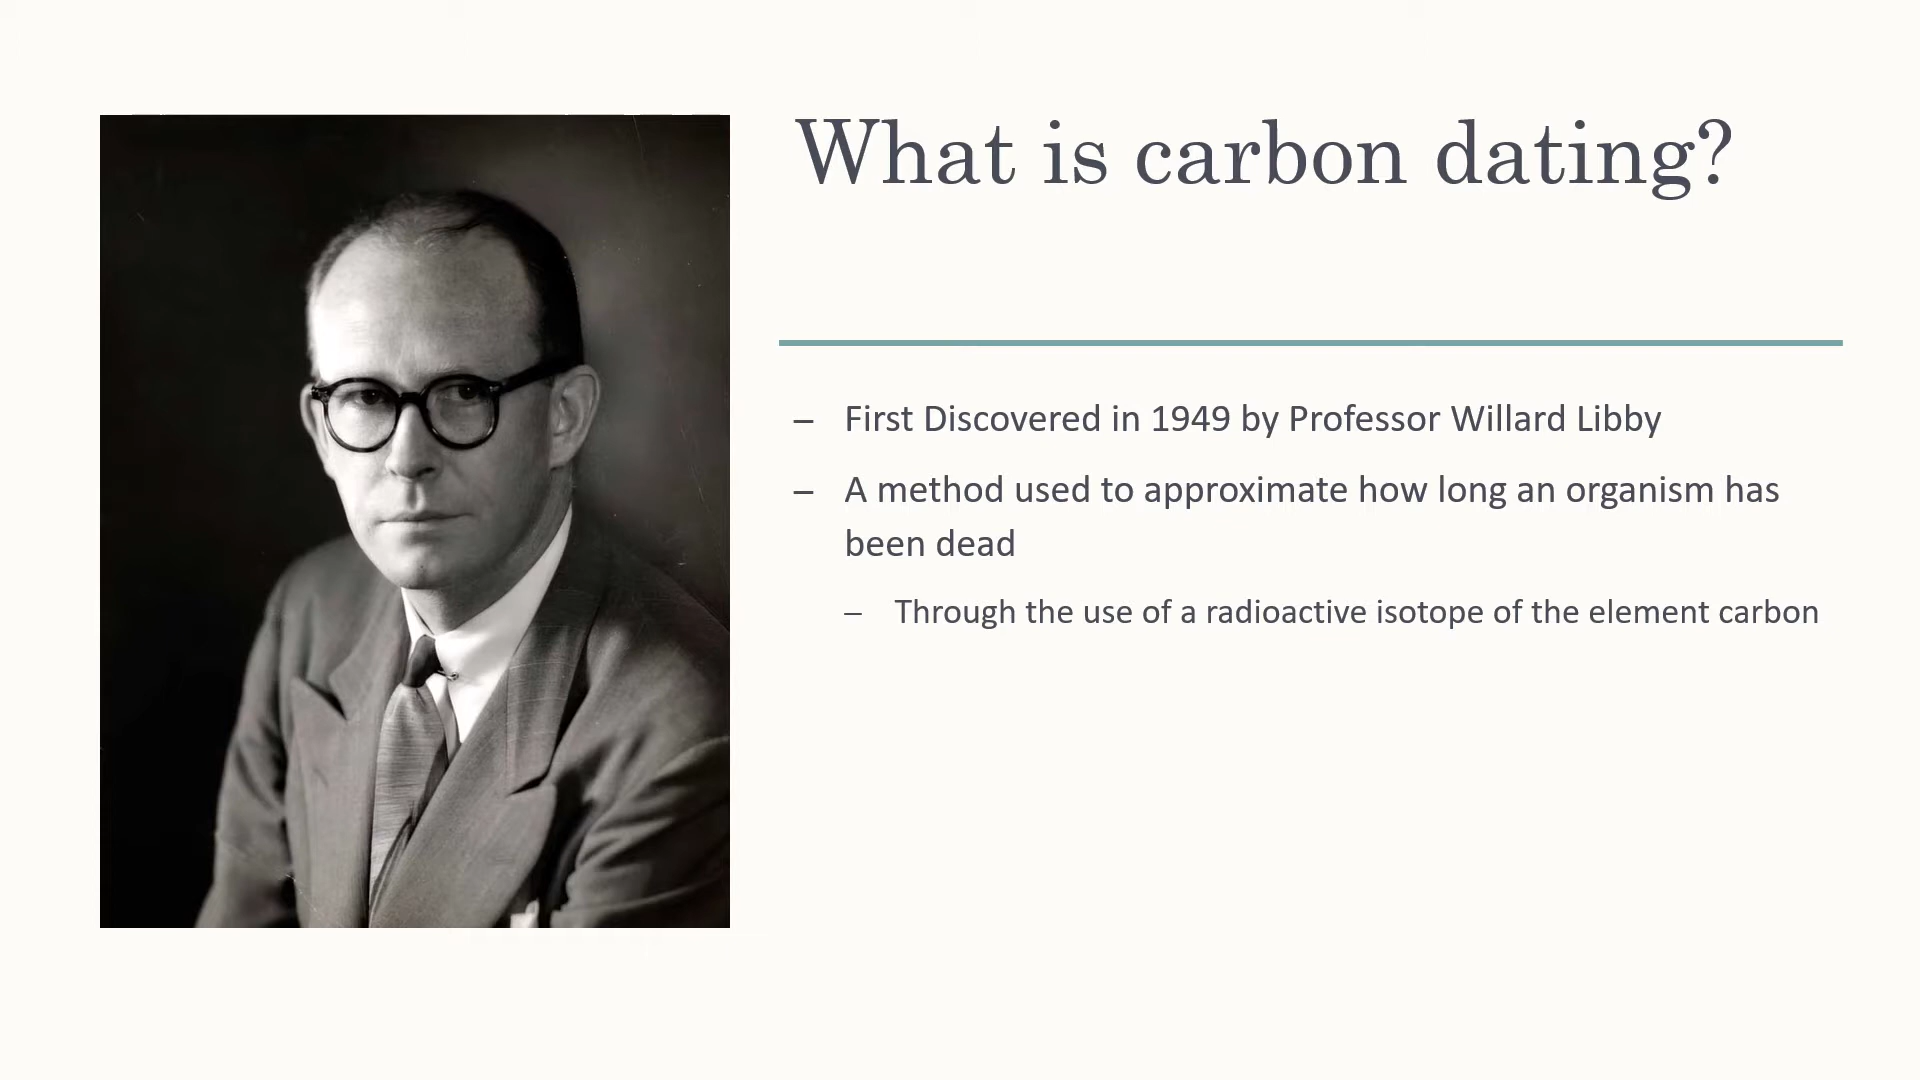 What is carbon dating?
– First Discovered in 1949 by Professor Willard Libby
– A method used to approximate how long an organism has
been dead
– Through the use of a radioactive isotope of the element carbon